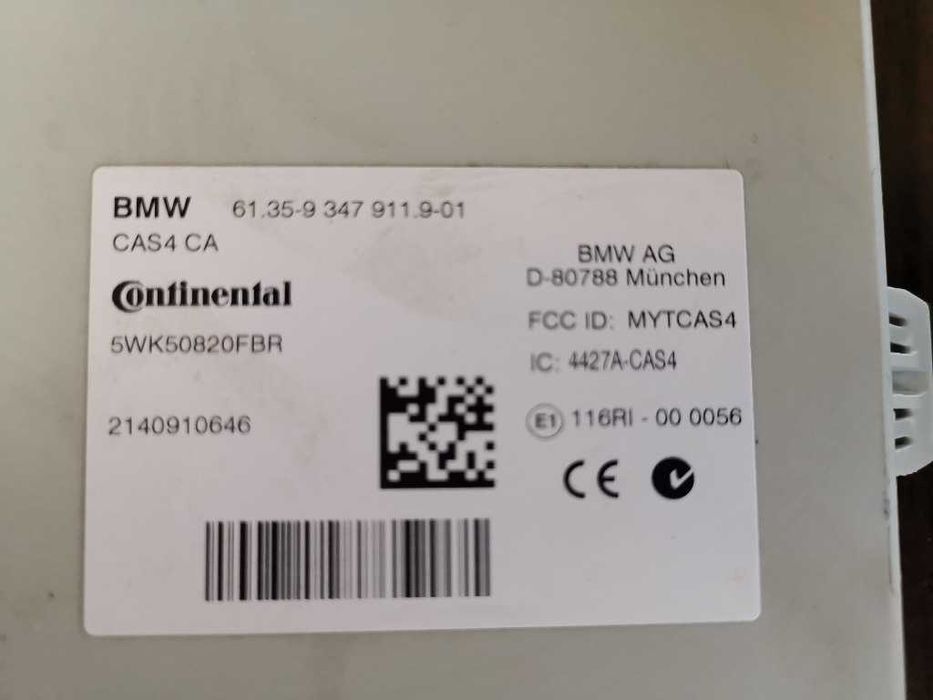 BMW 61.35-9 347 911.9-01
CAS4 CA
Continental
5WK50820FBR
2140910646
BMW AG
D-80788 München
FCC ID: MYTCAS4
IC: 4427A-CAS4
E1 116RI - 00 0056
CE